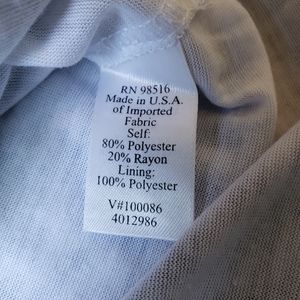 RN 98516
Made in U.S.A.
of Imported
Fabric
Self:
80% Polyester
20% Rayon
Lining:
100% Polyester
V#100086
4012986